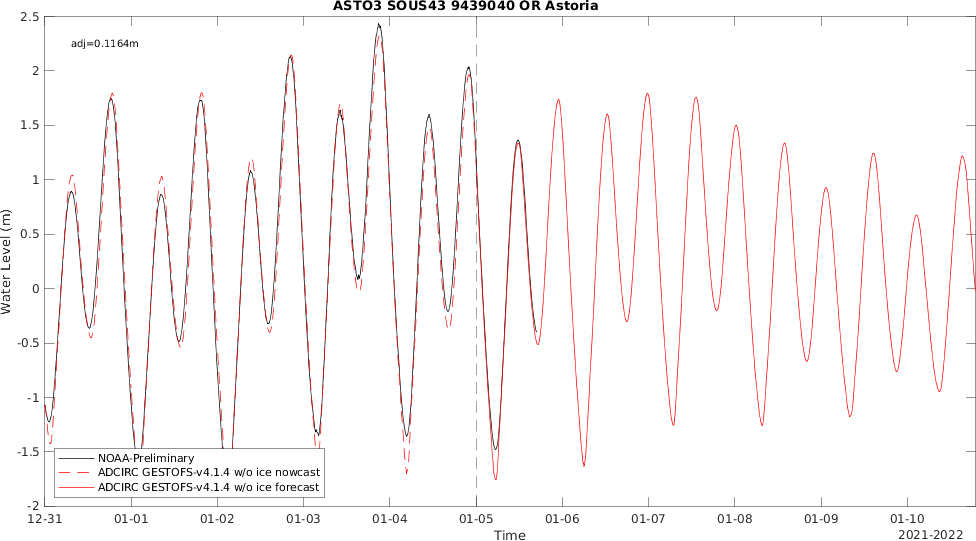 ASTO3 SOUS43 9439040 OR Astoria
adj=0.1164m
2.5
2
1.5
1
0.5
0
-0.5
-1
-1.5
-2
Water Level (m)
NOAA-Preliminary
ADCIRC GESTOFS-v4.1.4 w/o ice nowcast
ADCIRC GESTOFS-v4.1.4 w/o ice forecast
12-31 01-01 01-02 01-03 01-04 01-05 01-06 01-07 01-08 01-09 01-10
Time
2021-2022